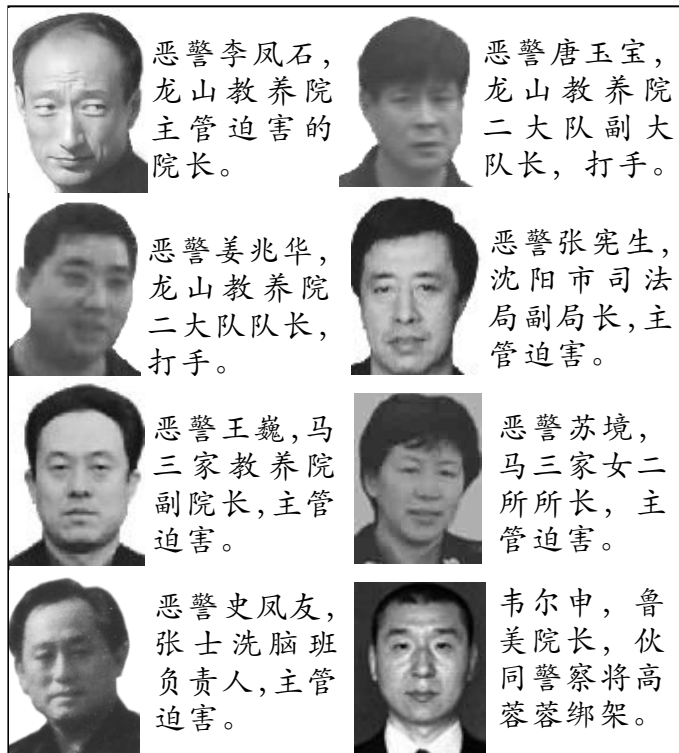 恶警李凤石，
龙山教养院
主管迫害的
院长。
恶警唐玉宝，
龙山教养院
二大队副大
队长，打手。
恶警姜兆华，
龙山教养院
二大队队长，
打手。
恶警张宪生，
沈阳市司法
局副局长，主
管迫害。
恶警王巍，马
三家教养院
副院长，主管
迫害。
恶警苏境，
马三家女二
所所长，主
管迫害。
恶警史凤友，
张士洗脑班
负责人，主管
迫害。
韦尔申，鲁
美院长，伙
同警察将高
蓉蓉绑架。